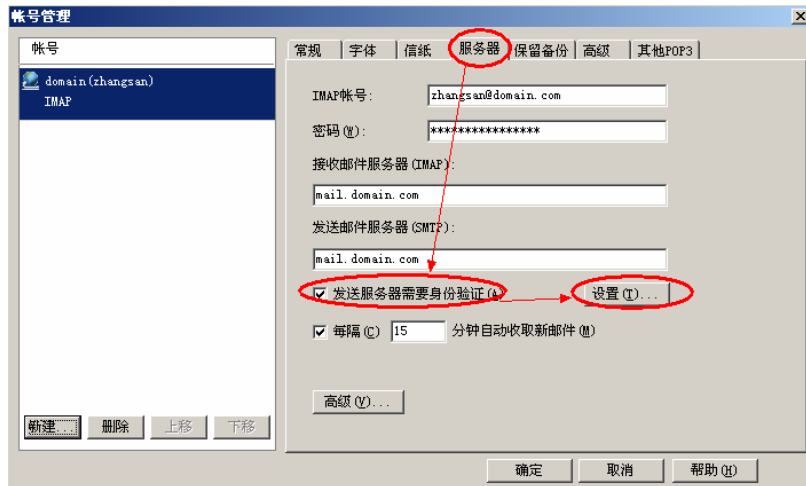 帐号管理
帐号
domain(zhangsan)
IMAP
新建...
删除
上移
下移
常规 字体 信纸 服务器 保留备份 高级 其他POP3
IMAP帐号: zhangsan@domain.com
密码(W): ****************
接收邮件服务器(IMAP):
mail.domain.com
发送邮件服务器(SMTP):
mail.domain.com
发送服务器需要身份验证(A) 设置(T)...
每隔(C) 15 分钟自动收取新邮件(M)
高级(V)...
确定 取消 帮助(H)